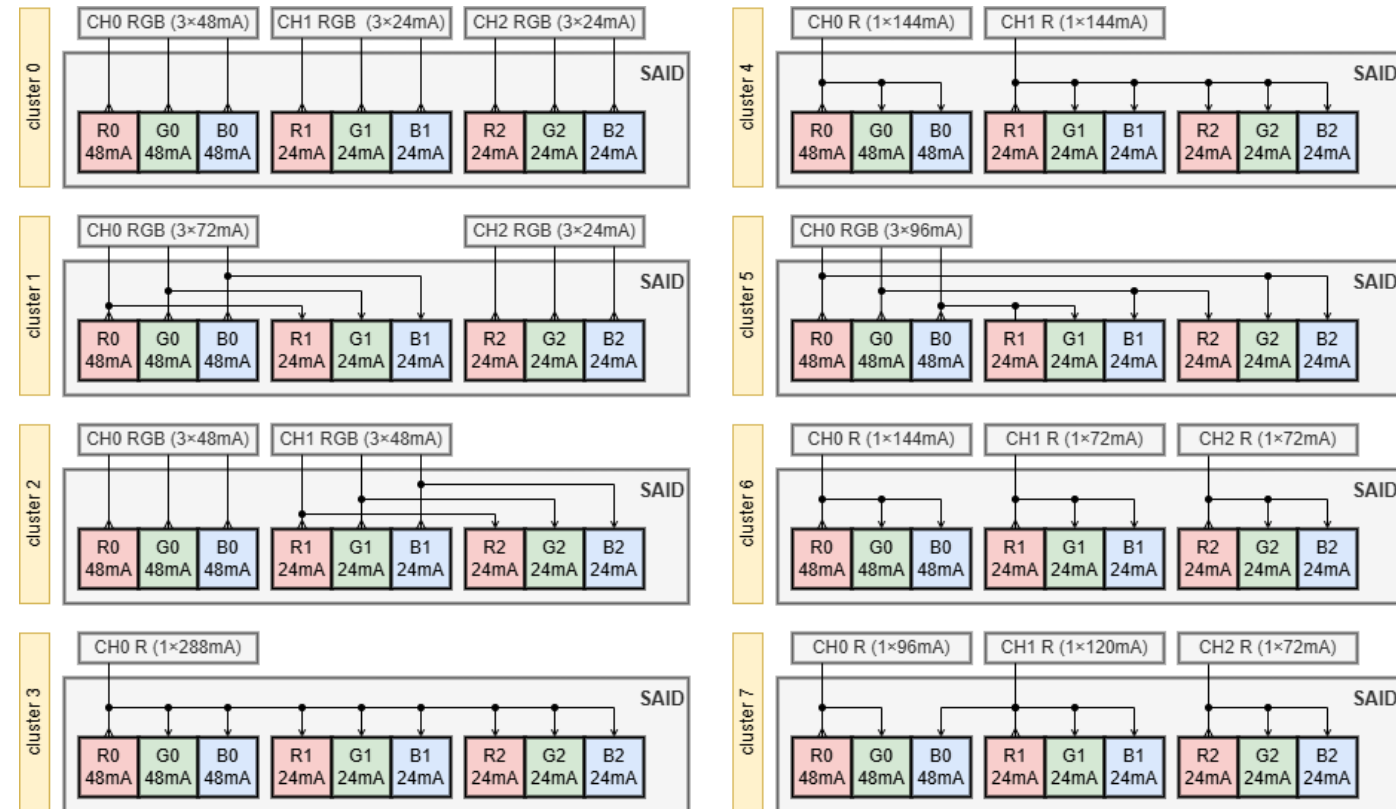 cluster 0
CH0 RGB (3×48mA) CH1 RGB (3×24mA) CH2 RGB (3×24mA)
SAID
R0 G0 B0 R1 G1 B1 R2 G2 B2
48mA 48mA 48mA 24mA 24mA 24mA 24mA 24mA 24mA
cluster 4
CH0 R (1×144mA) CH1 R (1×144mA)
SAID
R0 G0 B0 R1 G1 B1 R2 G2 B2
48mA 48mA 48mA 24mA 24mA 24mA 24mA 24mA 24mA
cluster 1
CH0 RGB (3×72mA) CH2 RGB (3×24mA)
SAID
R0 G0 B0 R1 G1 B1 R2 G2 B2
48mA 48mA 48mA 24mA 24mA 24mA 24mA 24mA 24mA
cluster 5
CH0 RGB (3×96mA)
SAID
R0 G0 B0 R1 G1 B1 R2 G2 B2
48mA 48mA 48mA 24mA 24mA 24mA 24mA 24mA 24mA
cluster 2
CH0 RGB (3×48mA) CH1 RGB (3×48mA)
SAID
R0 G0 B0 R1 G1 B1 R2 G2 B2
48mA 48mA 48mA 24mA 24mA 24mA 24mA 24mA 24mA
cluster 6
CH0 R (1×144mA) CH1 R (1×72mA) CH2 R (1×72mA)
SAID
R0 G0 B0 R1 G1 B1 R2 G2 B2
48mA 48mA 48mA 24mA 24mA 24mA 24mA 24mA 24mA
cluster 3
CH0 R (1×288mA)
SAID
R0 G0 B0 R1 G1 B1 R2 G2 B2
48mA 48mA 48mA 24mA 24mA 24mA 24mA 24mA 24mA
cluster 7
CH0 R (1×96mA) CH1 R (1×120mA) CH2 R (1×72mA)
SAID
R0 G0 B0 R1 G1 B1 R2 G2 B2
48mA 48mA 48mA 24mA 24mA 24mA 24mA 24mA 24mA